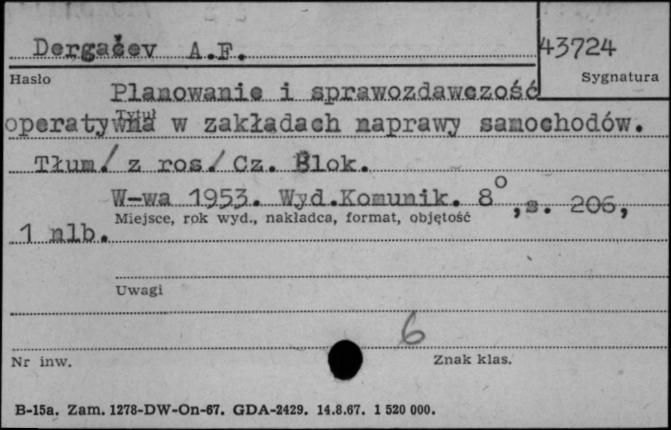 Dergačev A.F.
43724
Hasło
Sygnatura
Planowanie i sprawozdawczość
Tytuł
operatywna w zakładach naprawy samochodów.
Tłum/ z ros./ Cz. Blok.
W-wa 1953. Wyd.Komunik. 8⁰, s. 206,
Miejsce, rok wyd., nakładca, format, objętość
1 nlb.
Uwagi
6
Nr inw.
Znak klas.
B-15a. Zam. 1278-DW-On-67. GDA-2429. 14.8.67. 1 520 000.